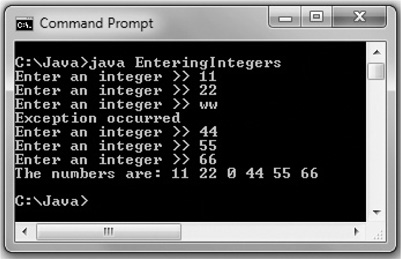 Command Prompt
C:\Java>java EnteringIntegers
Enter an integer >> 11
Enter an integer >> 22
Enter an integer >> ww
Exception occurred
Enter an integer >> 44
Enter an integer >> 55
Enter an integer >> 66
The numbers are: 11 22 0 44 55 66
C:\Java>